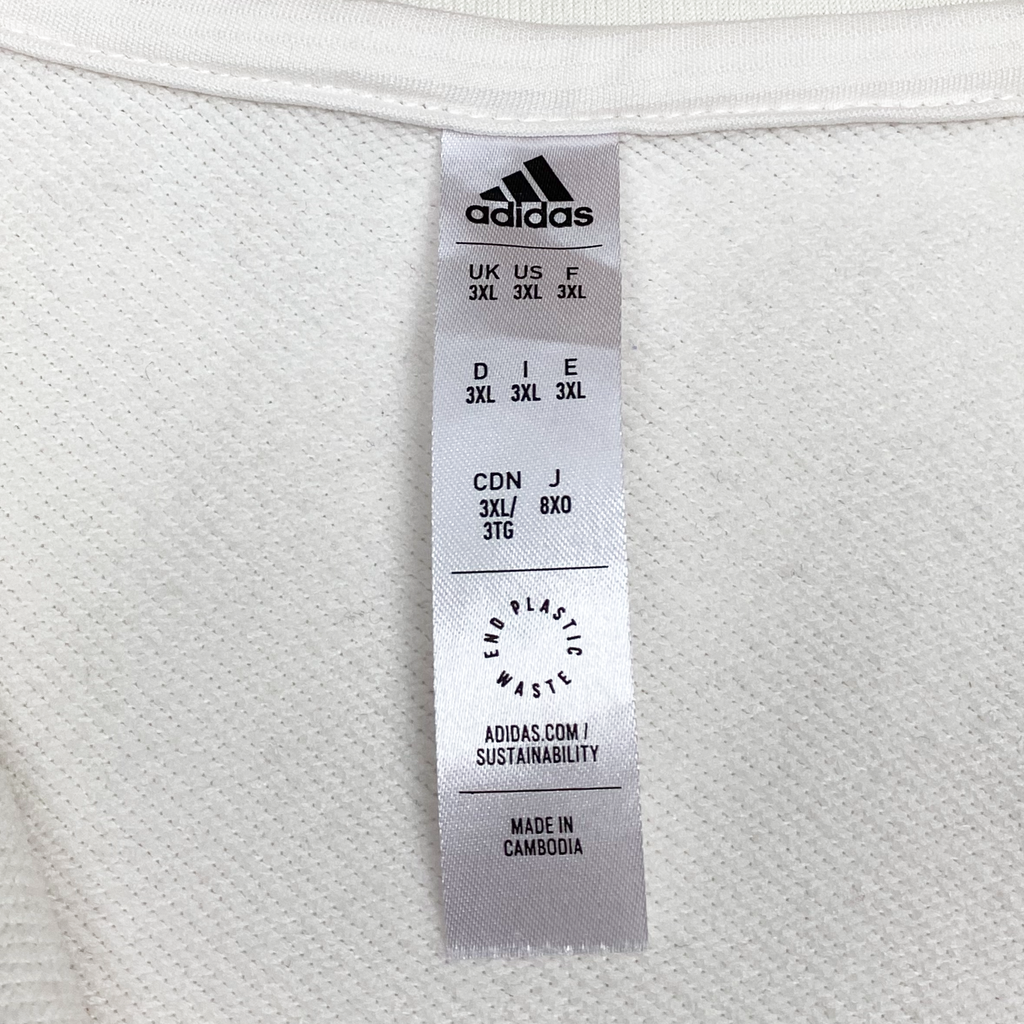 adidas
UK US F
3XL 3XL 3XL
D I E
3XL 3XL 3XL
CDN J
3XL/ 8XO
3TG
END PLASTIC WASTE
ADIDAS.COM /
SUSTAINABILITY
MADE IN
CAMBODIA